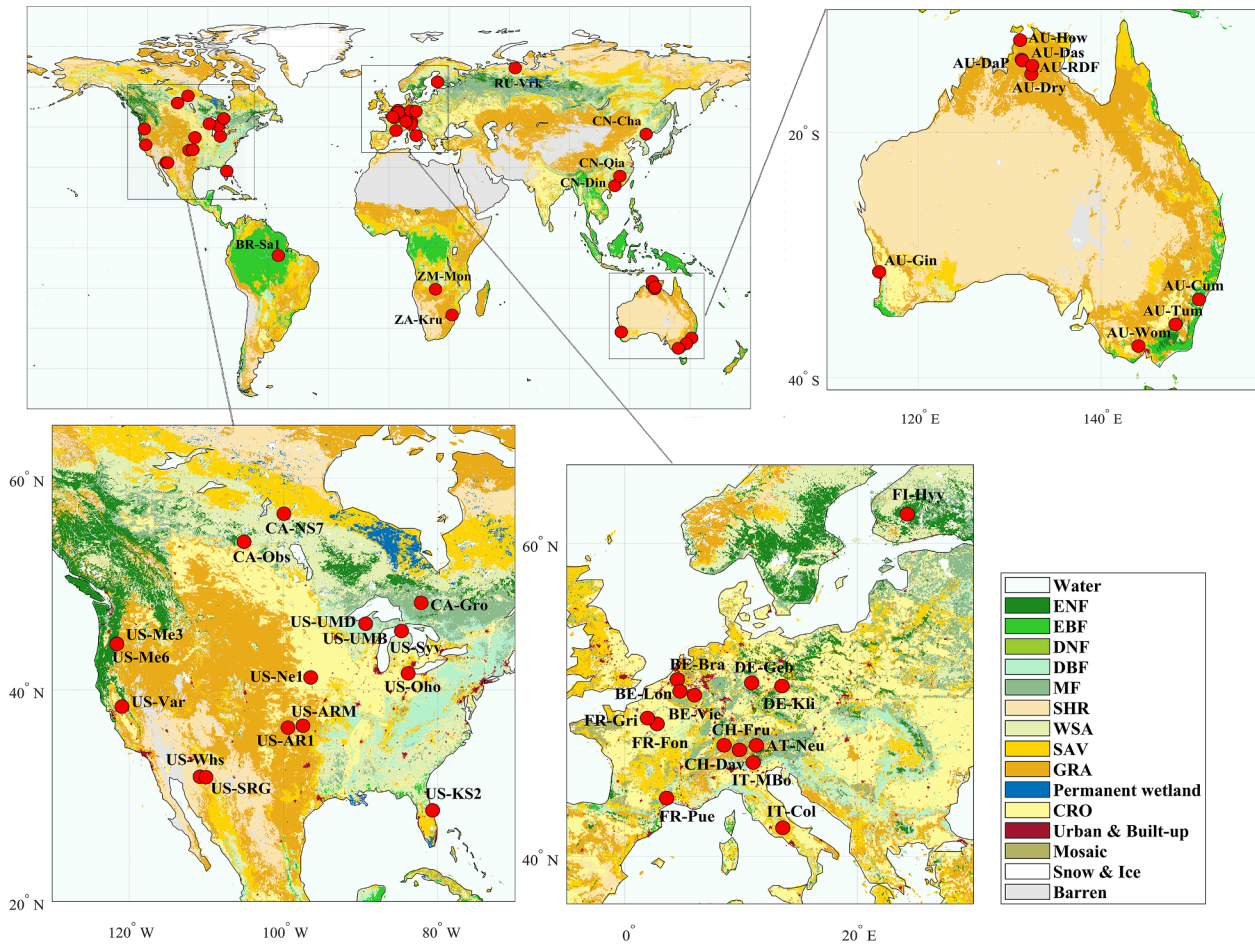 RU-Vrk
CN-Cha
CN-Qia
CN-Din
BR-Sa1
ZM-Mon
ZA-Kru
AU-How
AU-Das
AU-DaP
AU-RDF
AU-Dry
20° S
AU-Gin
AU-Cum
AU-Tum
AU-Wom
40° S
120° E
140° E
60° N
CA-NS7
CA-Obs
CA-Gro
US-UMD
US-UMB
US-Me3
US-Syv
US-Me6
US-Ne1
US-Oho
40° N
US-Var
US-ARM
US-AR1
US-Whs
US-SRG
US-KS2
20° N
120° W
100° W
80° W
FI-Hyy
60° N
BE-Bra
DE-Geb
BE-Lon
DE-Kli
BE-Vie
FR-Gri
CH-Fru
FR-Fon
AT-Neu
CH-Dav
IT-MBo
FR-Pue
IT-Col
40° N
0°
20° E
Water
ENF
EBF
DNF
DBF
MF
SHR
WSA
SAV
GRA
Permanent wetland
CRO
Urban & Built-up
Mosaic
Snow & Ice
Barren